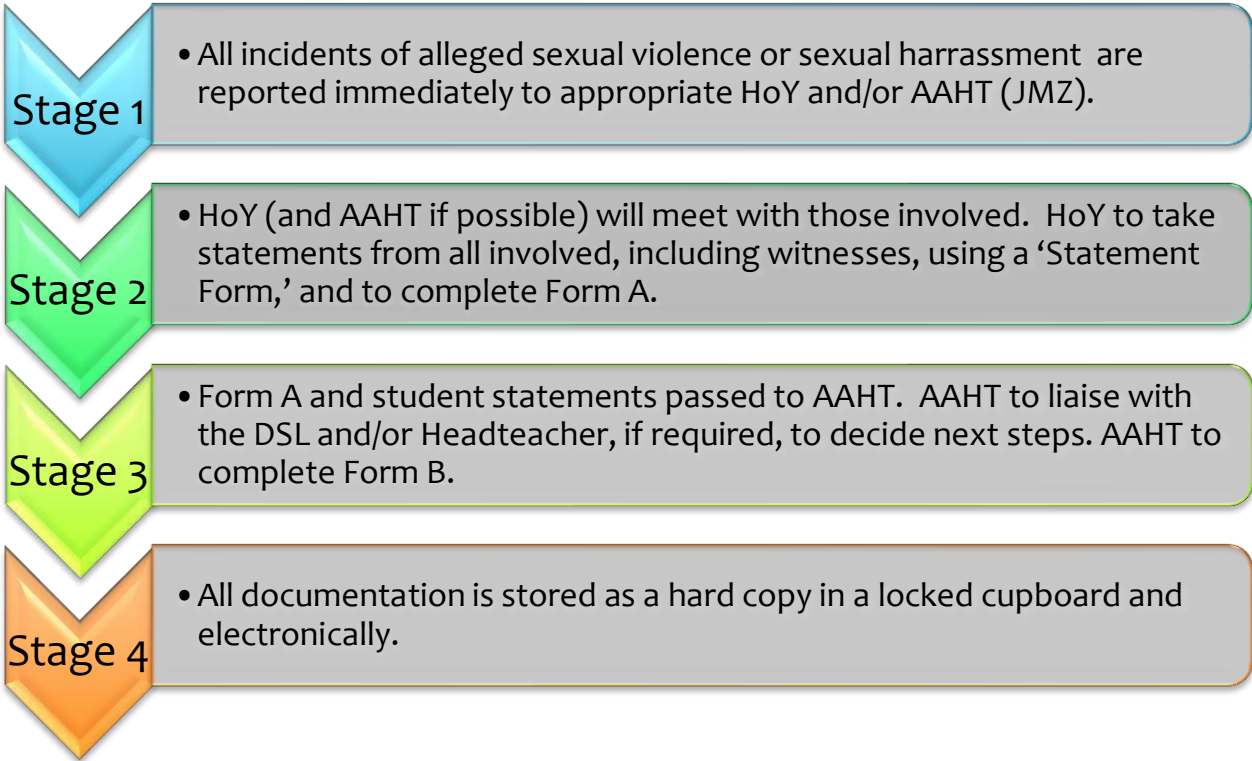 Stage 1
• All incidents of alleged sexual violence or sexual harrassment are
reported immediately to appropriate HoY and/or AAHT (JMZ).
Stage 2
• HoY (and AAHT if possible) will meet with those involved. HoY to take
statements from all involved, including witnesses, using a ‘Statement
Form,’ and to complete Form A.
Stage 3
• Form A and student statements passed to AAHT. AAHT to liaise with
the DSL and/or Headteacher, if required, to decide next steps. AAHT to
complete Form B.
Stage 4
• All documentation is stored as a hard copy in a locked cupboard and
electronically.